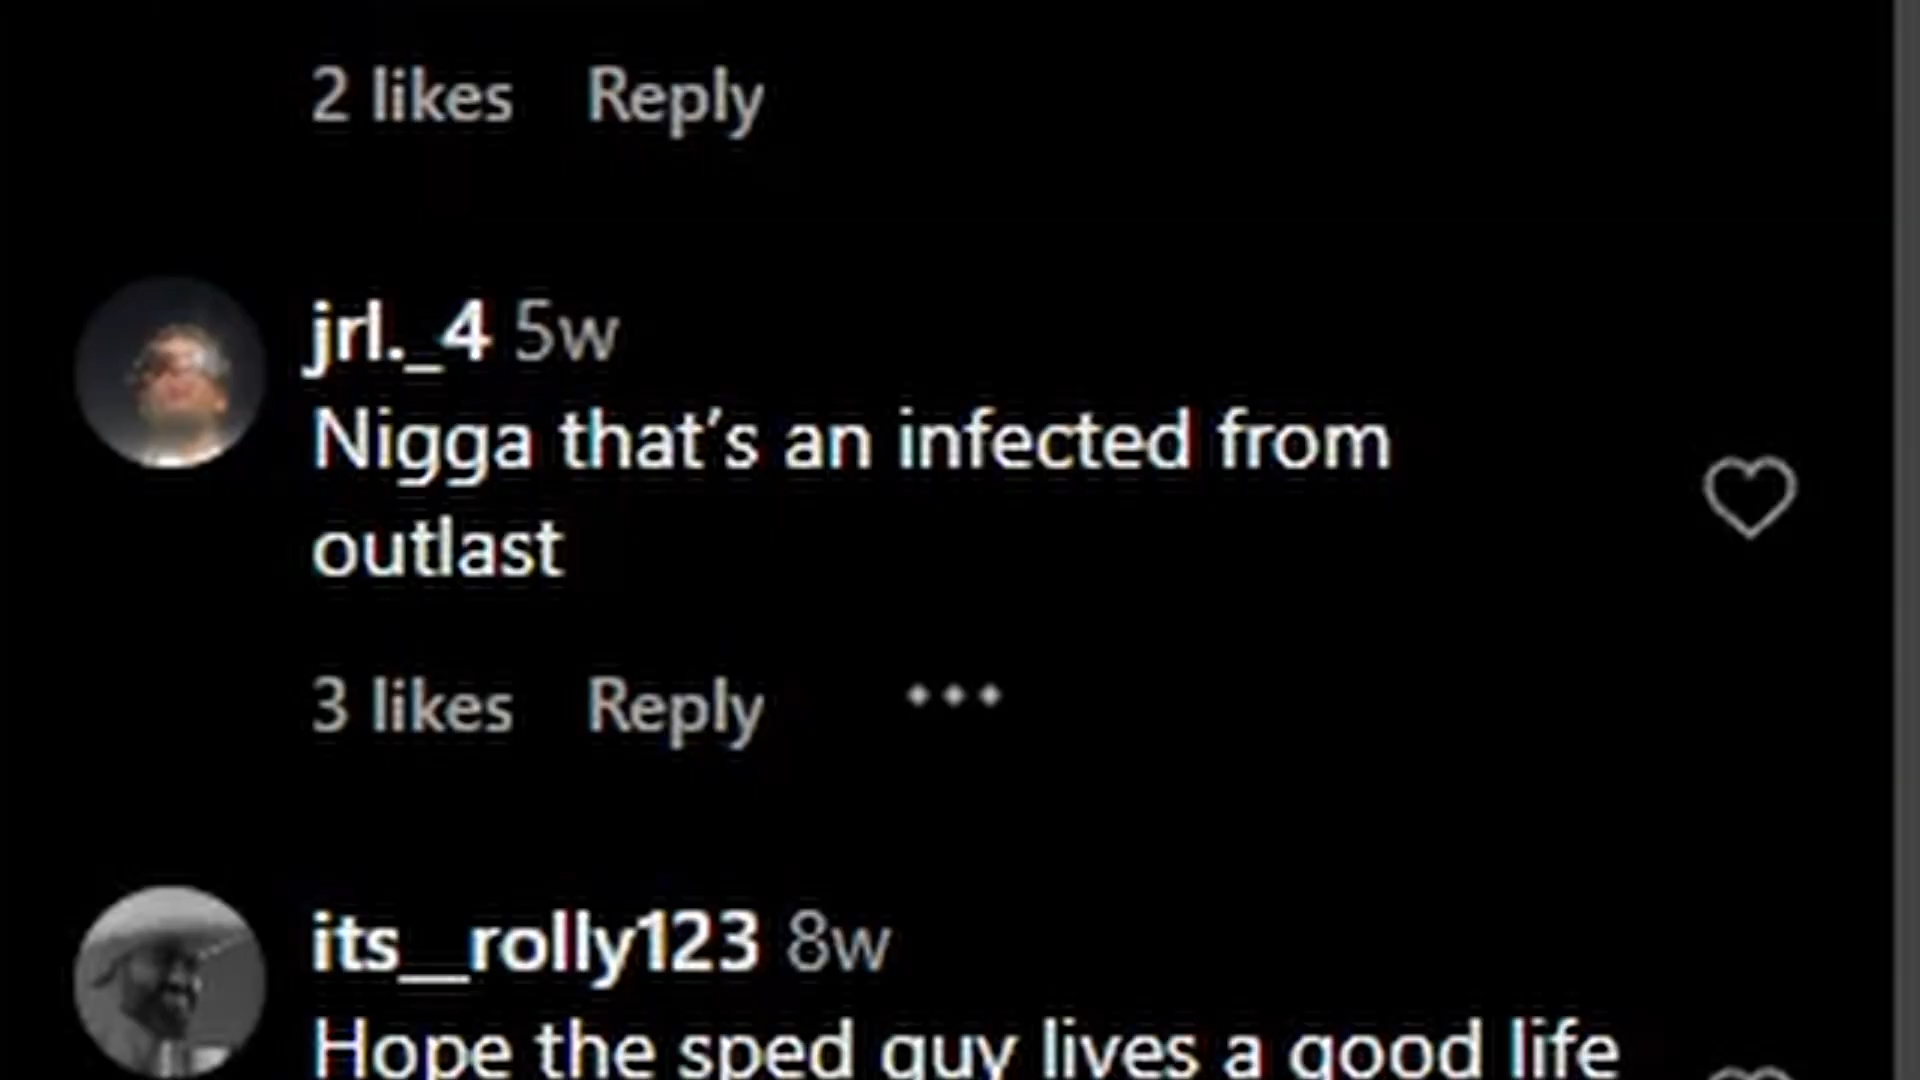 2 likes Reply
jrl._4 5w
Nigga that's an infected from
outlast
3 likes Reply •••
its__rolly123 8w
Hope the sped guy lives a good life